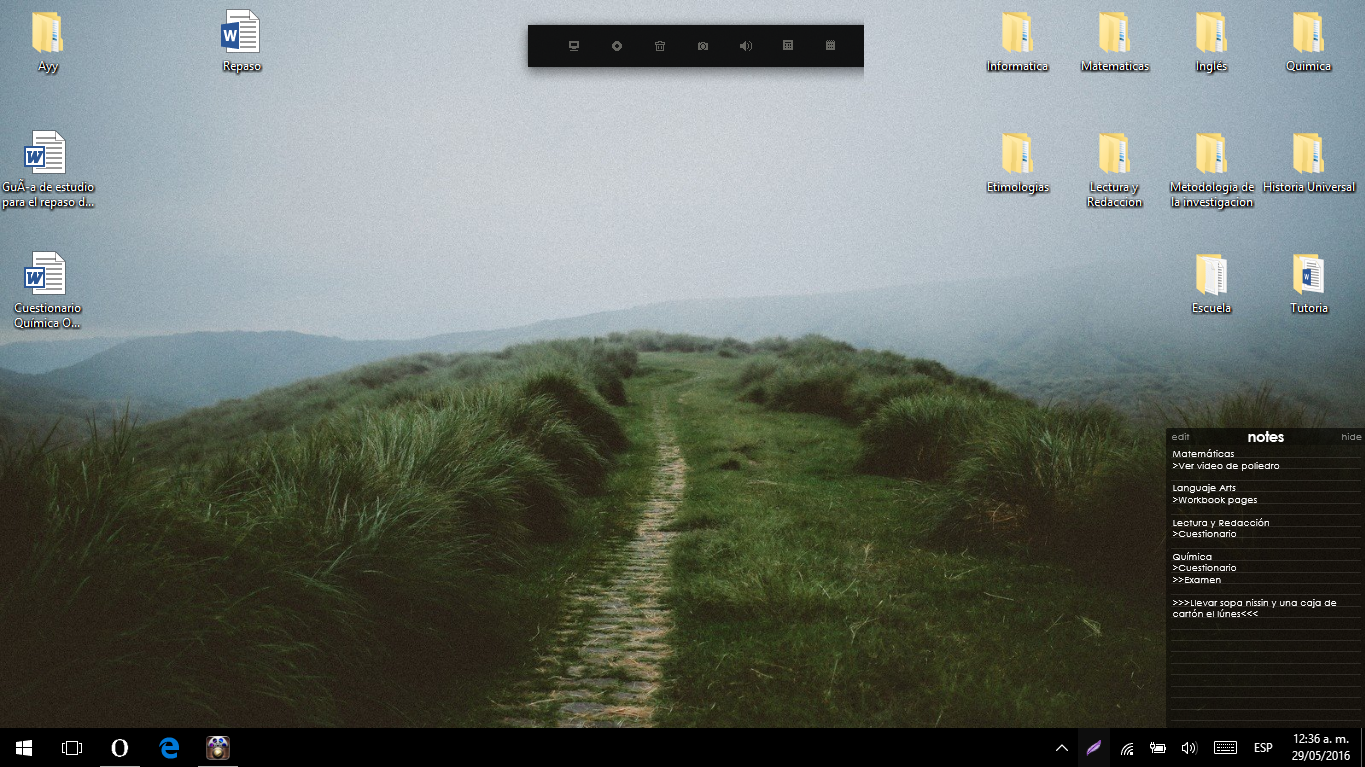 Ayy
Repaso
Informatica
Matematicas
Inglés
Quimica
GuÃ-a de estudio
para el repaso d...
Etimologias
Lectura y
Redaccion
Metodologia de
la investigacion
Historia Universal
Cuestionario
Quimica O...
Escuela
Tutoria
edit
notes
hide
Matemáticas
>Ver video de poliedro
Languaje Arts
>Workbook pages
Lectura y Redacción
>Cuestionario
Química
>Cuestionario
>>Examen
>>>Llevar sopa nissin y una caja de
cartón el lúnes<<<
ESP
12:36 a. m.
29/05/2016